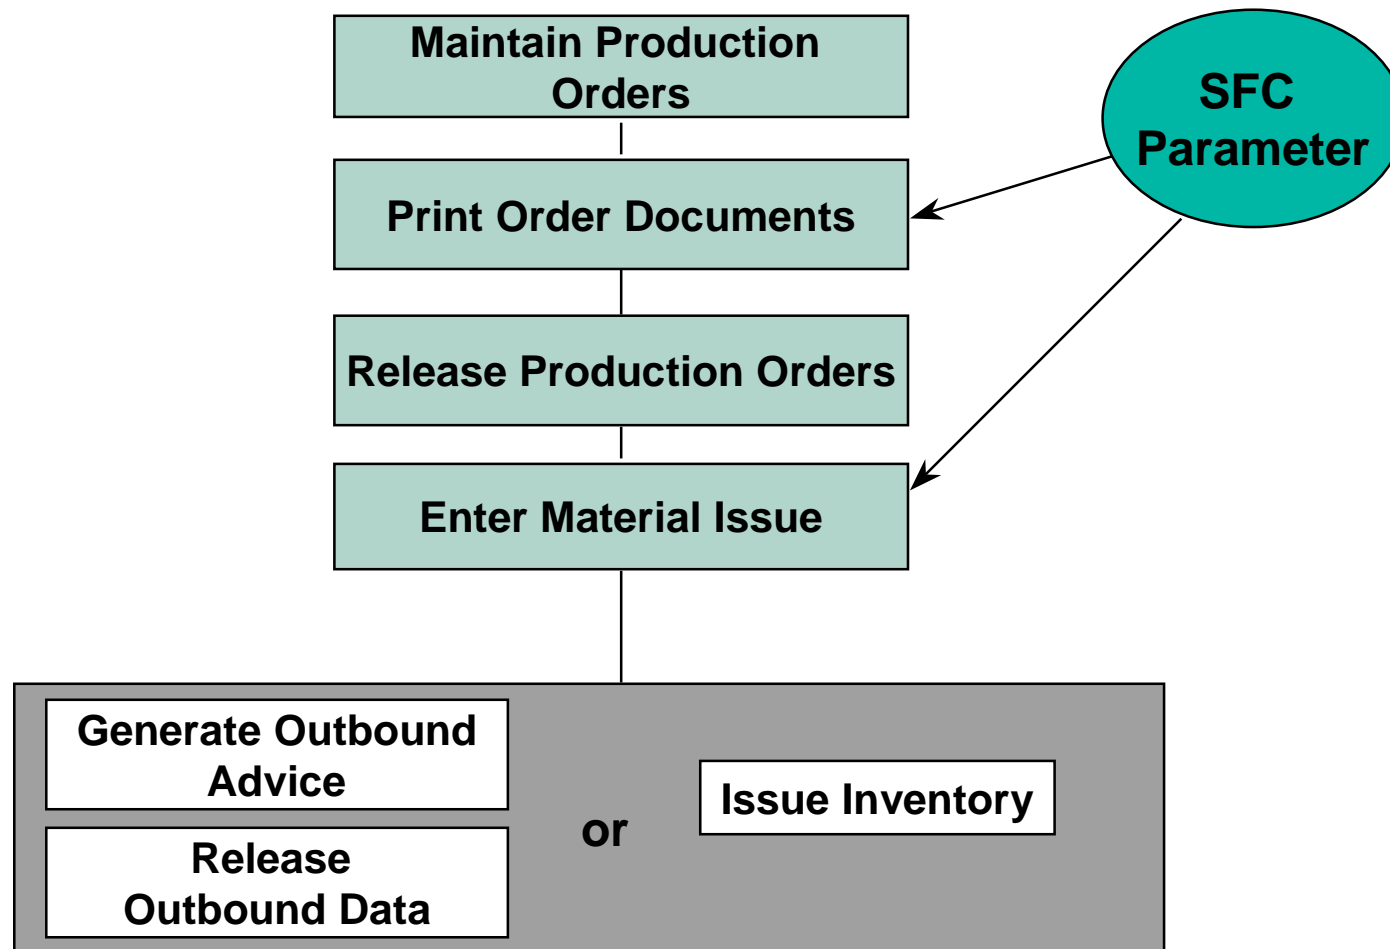 Maintain Production
Orders
SFC
Parameter
Print Order Documents
Release Production Orders
Enter Material Issue
Generate Outbound
Advice
or
Issue Inventory
Release
Outbound Data